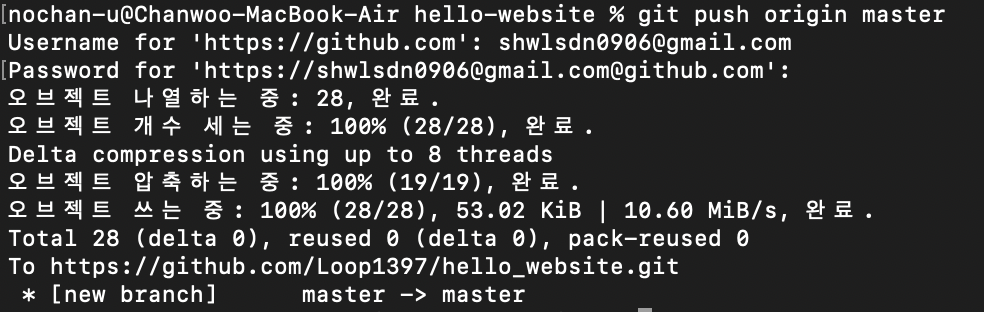 [nochan-u@Chanwoo-MacBook-Air hello-website % git push origin master
Username for 'https://github.com': shwlsdn0906@gmail.com
[Password for 'https://shwlsdn0906@gmail.com@github.com':
오브젝트 나열하는 중: 28, 완료.
오브젝트 개수 세는 중: 100% (28/28), 완료.
Delta compression using up to 8 threads
오브젝트 압축하는 중: 100% (19/19), 완료.
오브젝트 쓰는 중: 100% (28/28), 53.02 KiB | 10.60 MiB/s, 완료.
Total 28 (delta 0), reused 0 (delta 0), pack-reused 0
To https://github.com/Loop1397/hello_website.git
 * [new branch]      master -> master